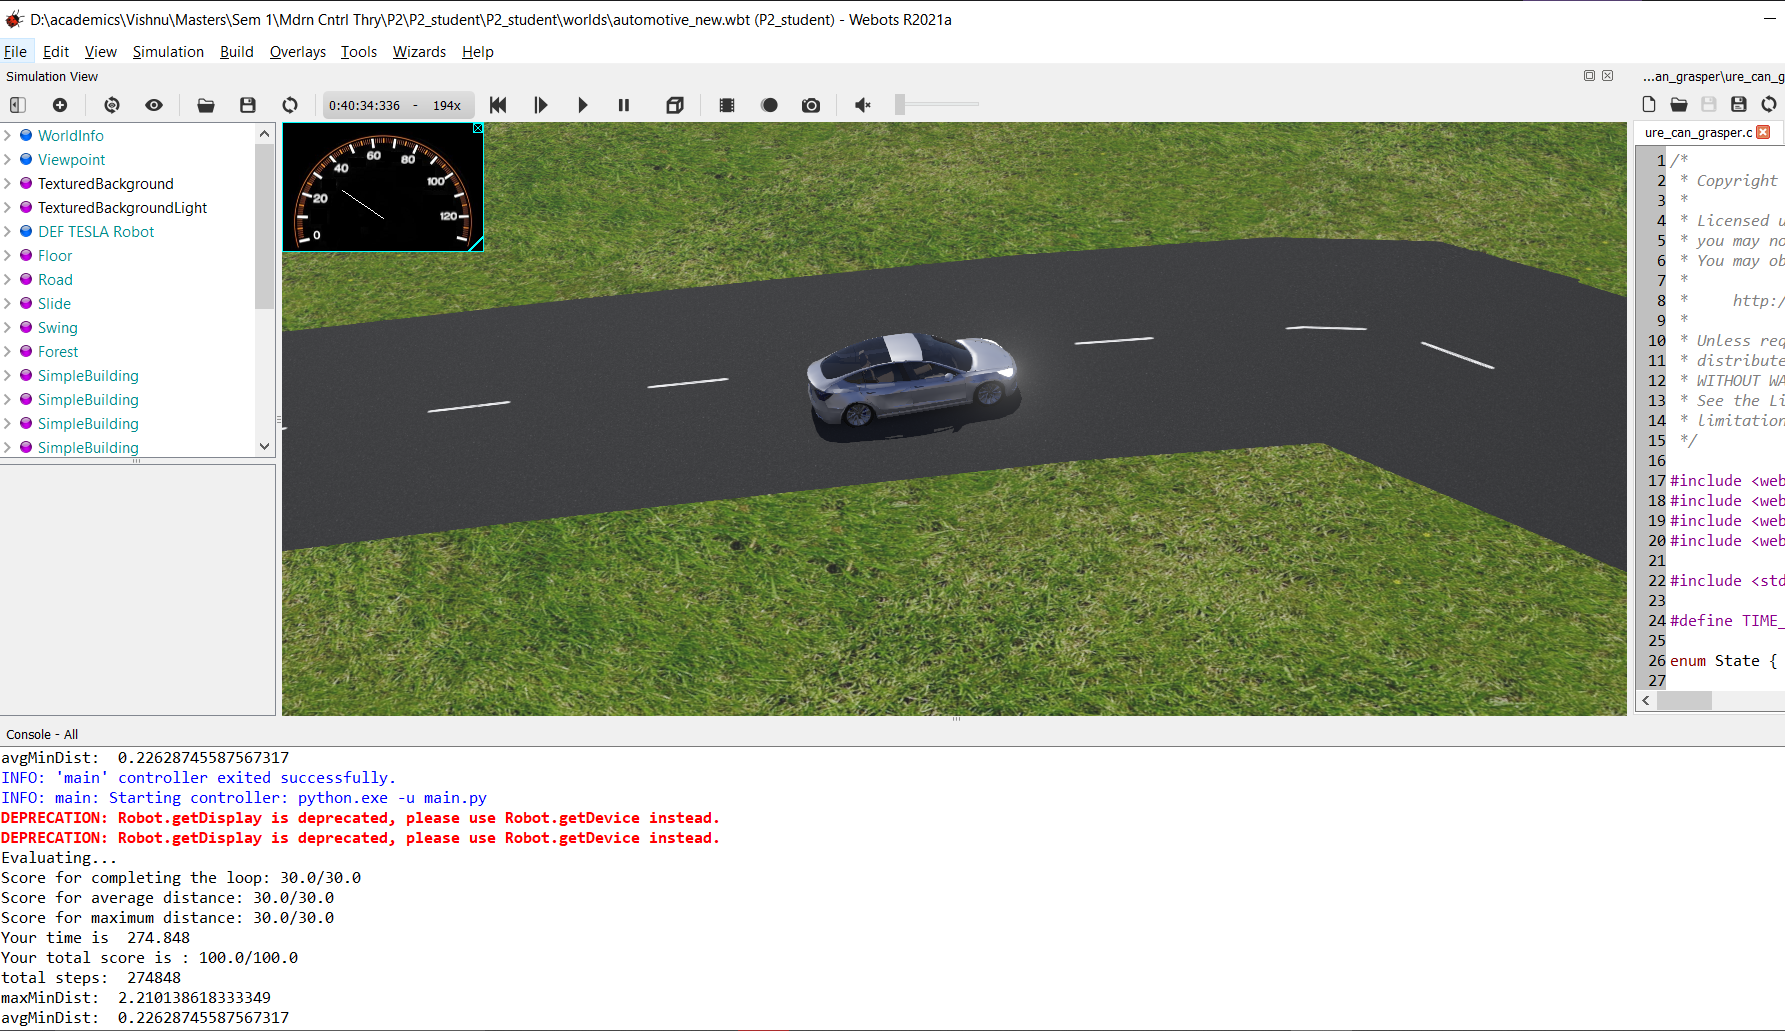 D:\academics\Vishnu\Masters\Sem 1\Mdrn Cntrl Thry\P2\P2_student\P2_student\worlds\automotive_new.wbt (P2_student) - Webots R2021a
File Edit View Simulation Build Overlays Tools Wizards Help
Simulation View
...an_grasper\ure_can_g
0:40:34:336 - 194x
WorldInfo
Viewpoint
TexturedBackground
TexturedBackgroundLight
DEF TESLA Robot
Floor
Road
Slide
Swing
Forest
SimpleBuilding
SimpleBuilding
SimpleBuilding
SimpleBuilding
0 20 40 60 80 100 120
ure_can_grasper.c
1 /*
2 * Copyright
3 *
4 * Licensed u
5 * you may no
6 * You may ob
7 *
8 * http:/
9 *
10 * Unless req
11 * distribute
12 * WITHOUT WA
13 * See the Li
14 * limitation
15 */
16
17 #include <web
18 #include <web
19 #include <web
20 #include <web
21
22 #include <std
23
24 #define TIME_
25
26 enum State {
27
Console - All
avgMinDist: 0.22628745587567317
INFO: 'main' controller exited successfully.
INFO: main: Starting controller: python.exe -u main.py
DEPRECATION: Robot.getDisplay is deprecated, please use Robot.getDevice instead.
DEPRECATION: Robot.getDisplay is deprecated, please use Robot.getDevice instead.
Evaluating...
Score for completing the loop: 30.0/30.0
Score for average distance: 30.0/30.0
Score for maximum distance: 30.0/30.0
Your time is 274.848
Your total score is : 100.0/100.0
total steps: 274848
maxMinDist: 2.210138618333349
avgMinDist: 0.22628745587567317